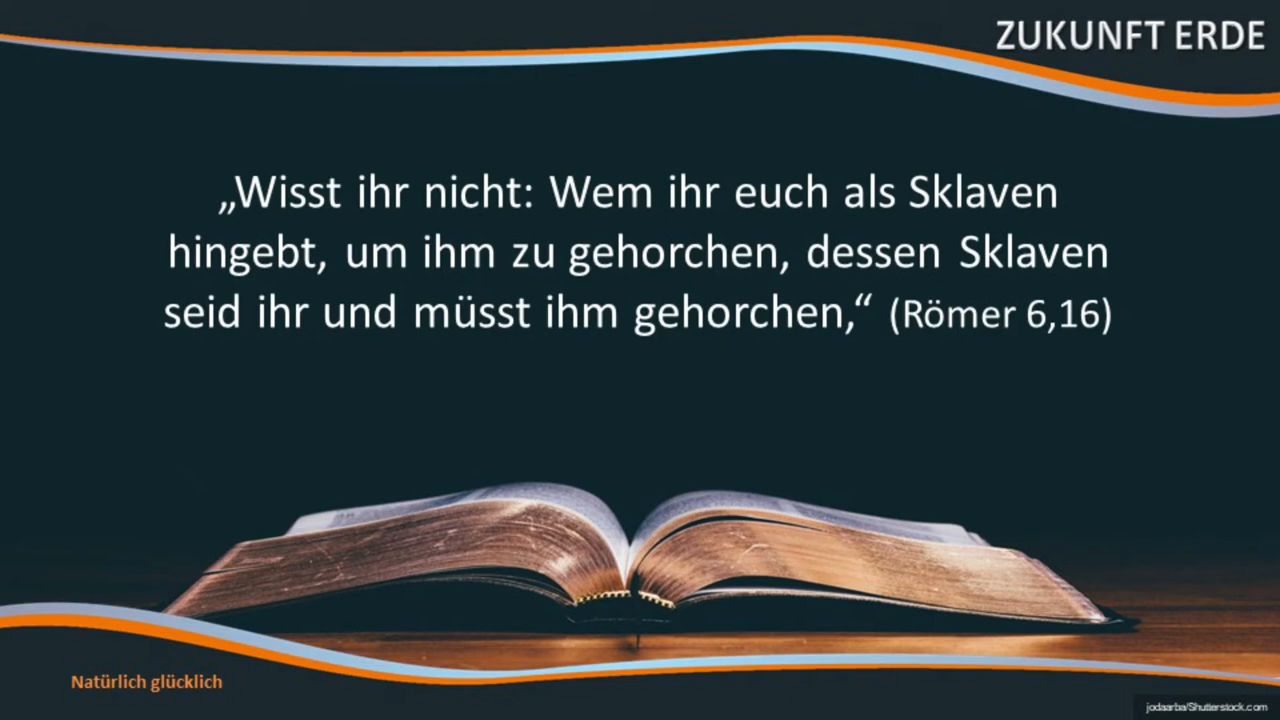 ZUKUNFT ERDE
„Wisst ihr nicht: Wem ihr euch als Sklaven
hingebt, um ihm zu gehorchen, dessen Sklaven
seid ihr und müsst ihm gehorchen,“ (Römer 6,16)
Natürlich glücklich
jodaarba/Shutterstock.com